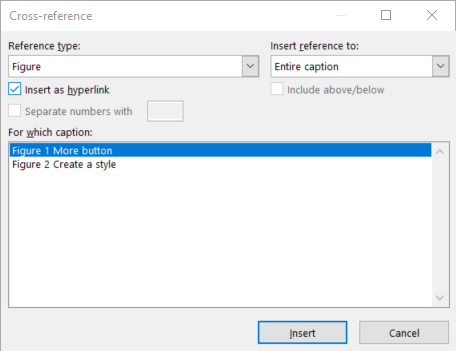 Cross-reference
Reference type:
Insert reference to:
Figure
Entire caption
Insert as hyperlink
Include above/below
Separate numbers with
For which caption:
Figure 1 More button
Figure 2 Create a style
Insert
Cancel